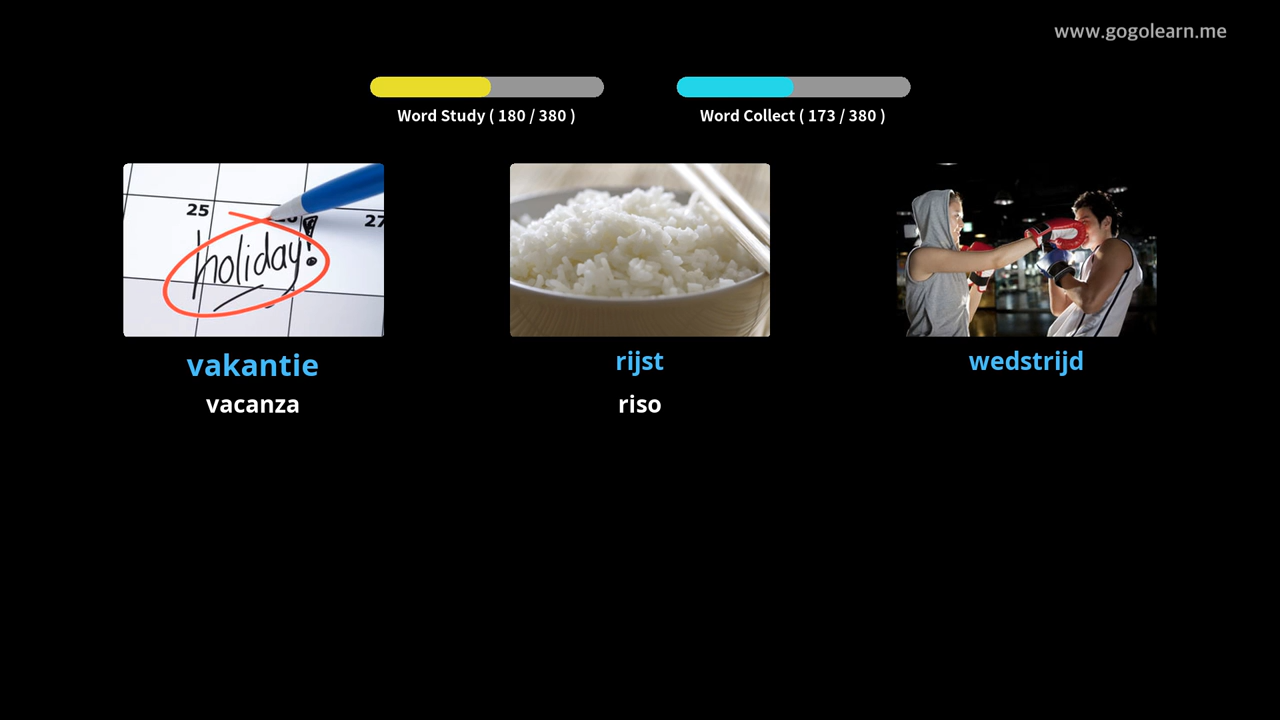 www.gogolearn.me
Word Study ( 180 / 380 )
Word Collect ( 173 / 380 )
25
27
holiday!
vakantie
rijst
wedstrijd
vacanza
riso